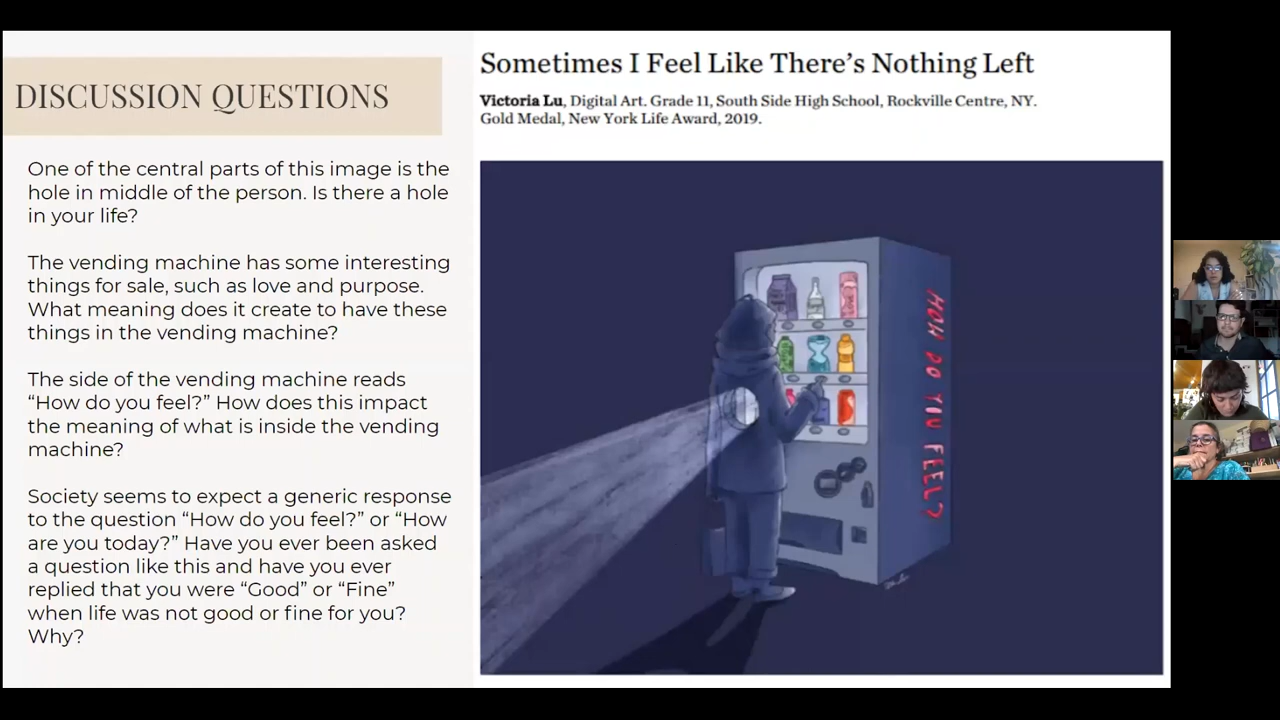 DISCUSSION QUESTIONS
One of the central parts of this image is the
hole in middle of the person. Is there a hole
in your life?
The vending machine has some interesting
things for sale, such as love and purpose.
What meaning does it create to have these
things in the vending machine?
The side of the vending machine reads
“How do you feel?” How does this impact
the meaning of what is inside the vending
machine?
Society seems to expect a generic response
to the question “How do you feel?” or “How
are you today?” Have you ever been asked
a question like this and have you ever
replied that you were “Good” or “Fine”
when life was not good or fine for you?
Why?
Sometimes I Feel Like There’s Nothing Left
Victoria Lu, Digital Art. Grade 11, South Side High School, Rockville Centre, NY.
Gold Medal, New York Life Award, 2019.
HOW DO YOU FEEL?